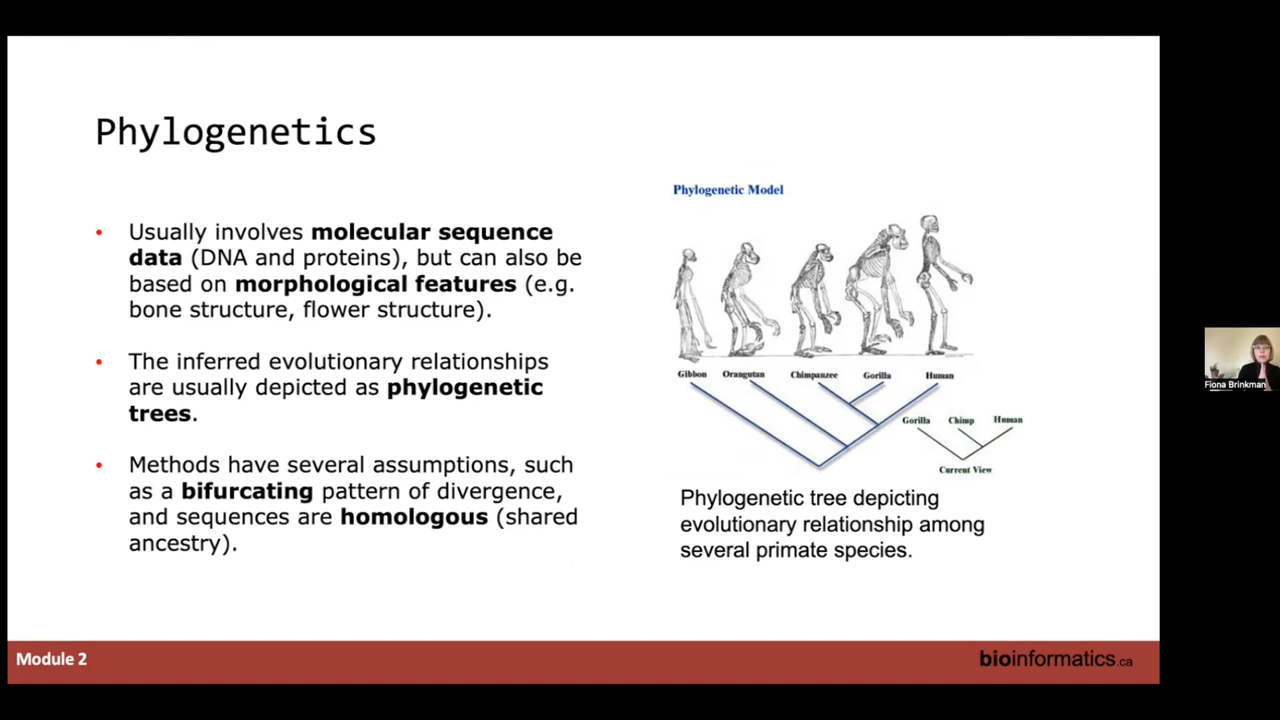 Phylogenetics
• Usually involves molecular sequence
data (DNA and proteins), but can also be
based on morphological features (e.g.
bone structure, flower structure).
• The inferred evolutionary relationships
are usually depicted as phylogenetic
trees.
• Methods have several assumptions, such
as a bifurcating pattern of divergence,
and sequences are homologous (shared
ancestry).
Phylogenetic Model
Gibbon Orangutan Chimpanzee Gorilla Human
Gorilla Chimp Human
Current View
Phylogenetic tree depicting
evolutionary relationship among
several primate species.
Fiona Brinkman
Module 2
bioinformatics.ca